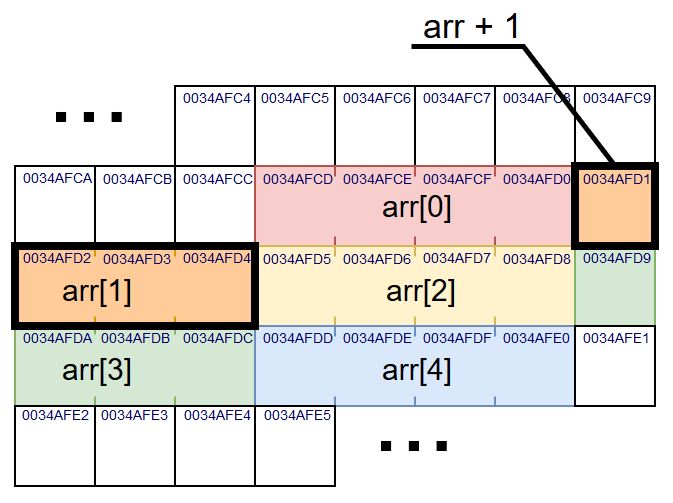 arr + 1
... 0034AFC4 0034AFC5 0034AFC6 0034AFC7 0034AFC8 0034AFC9
0034AFCA 0034AFCB 0034AFCC 0034AFCD 0034AFCE 0034AFCF 0034AFD0 0034AFD1
arr[0]
0034AFD2 0034AFD3 0034AFD4 0034AFD5 0034AFD6 0034AFD7 0034AFD8 0034AFD9
arr[1] arr[2]
0034AFDA 0034AFDB 0034AFDC 0034AFDD 0034AFDE 0034AFDF 0034AFE0 0034AFE1
arr[3] arr[4]
0034AFE2 0034AFE3 0034AFE4 0034AFE5
...